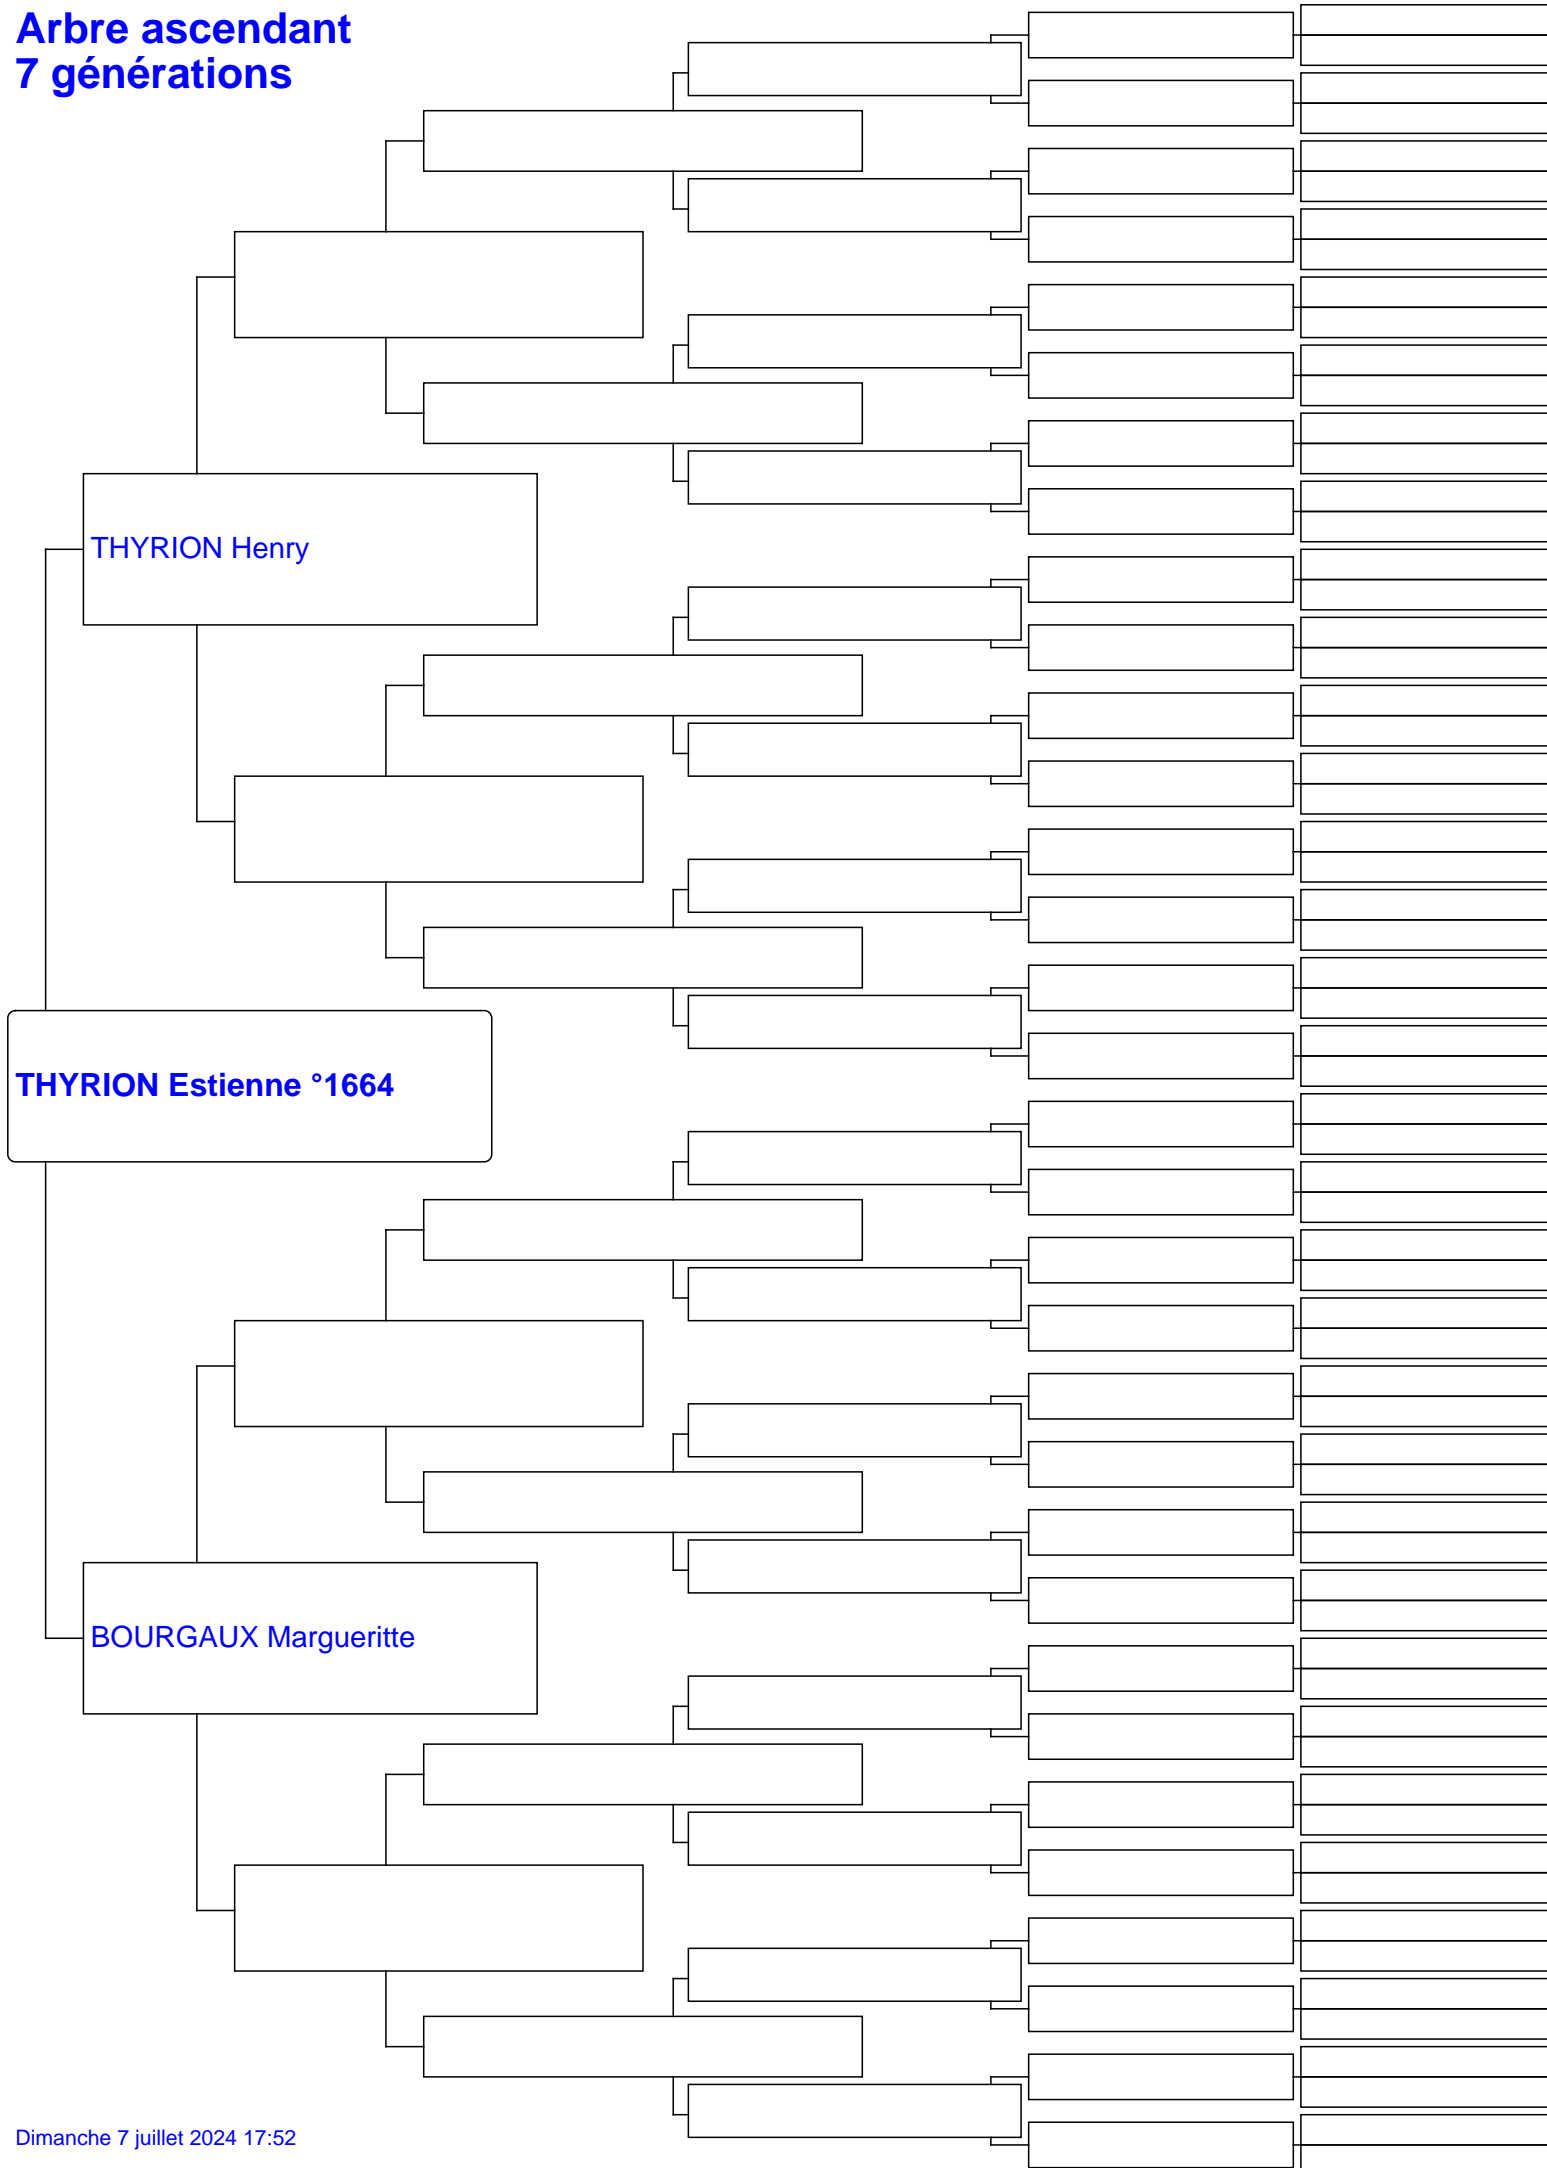 Arbre ascendant
7 générations
THYRION Henry
THYRION Estienne °1664
BOURGAUX Margueritte
Dimanche 7 juillet 2024 17:52